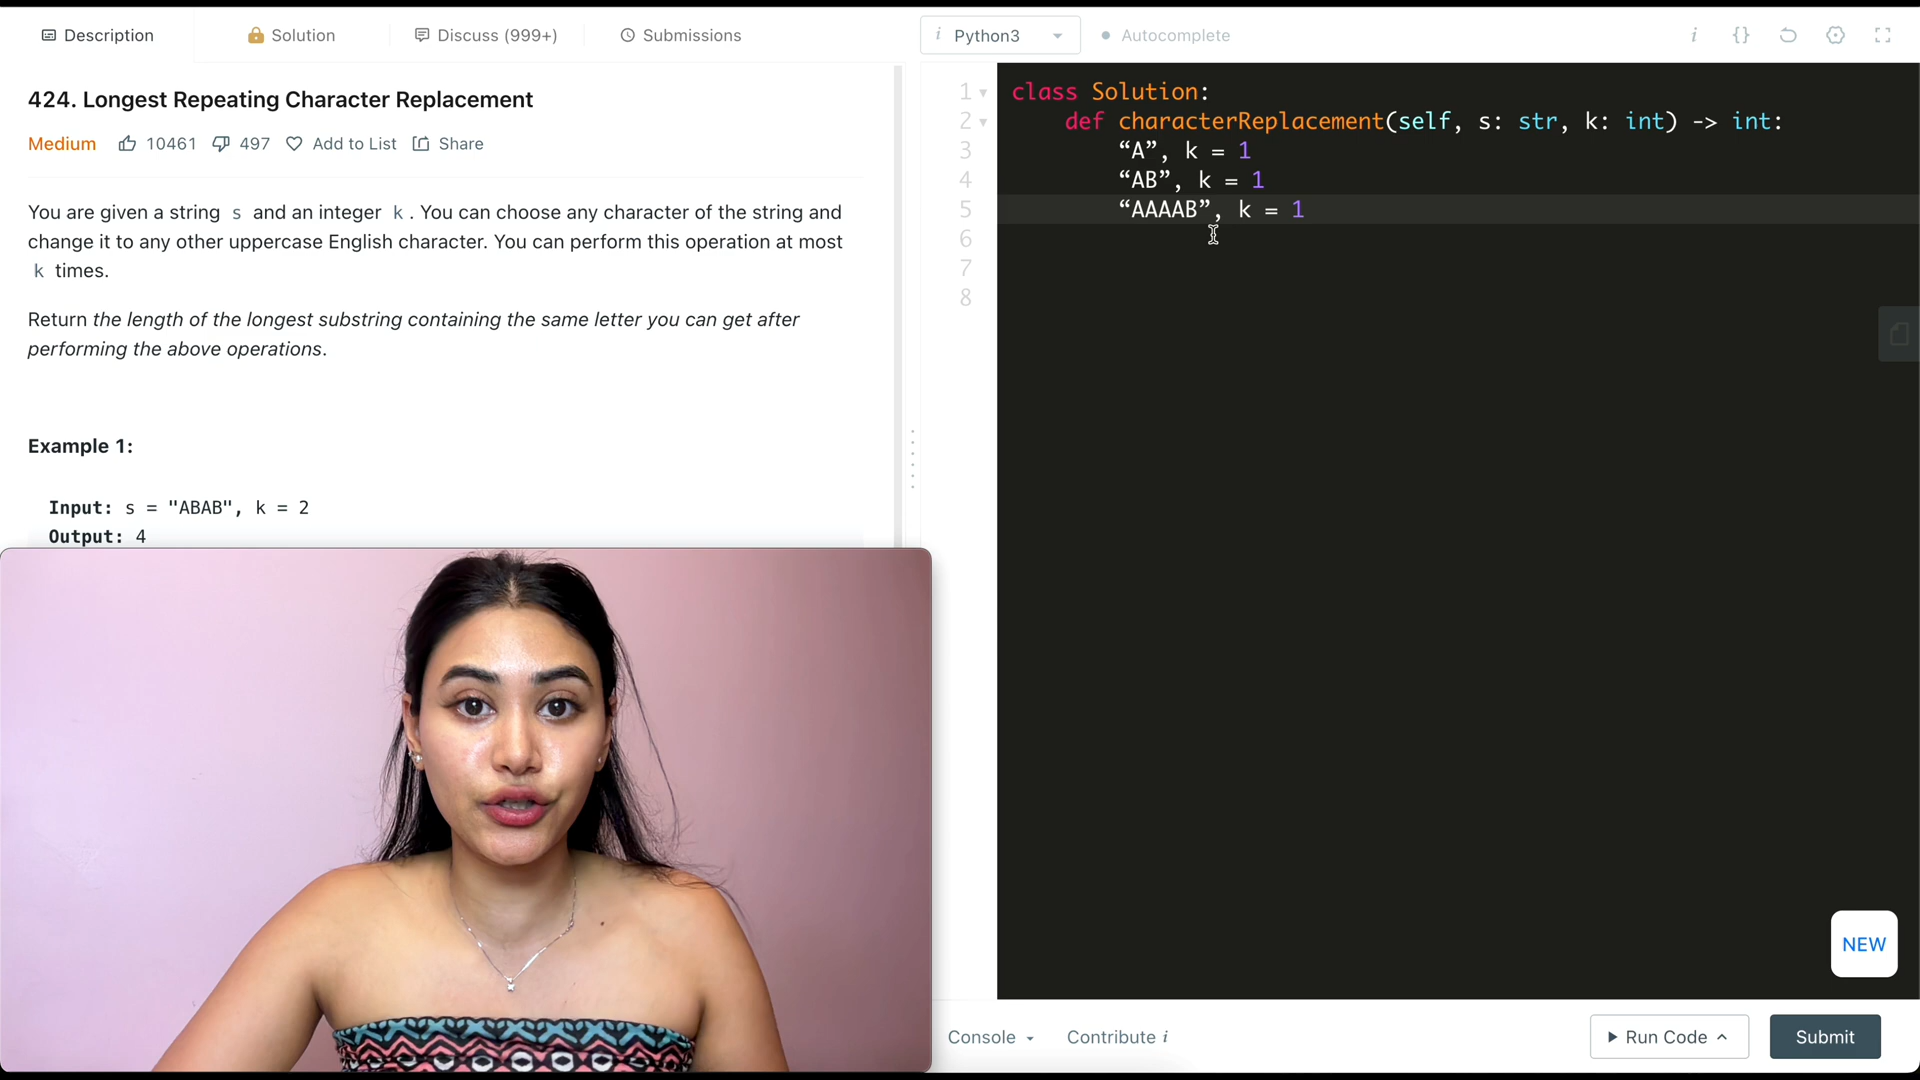 Description
Solution
Discuss (999+)
Submissions
i Python3
Autocomplete
i {}
424. Longest Repeating Character Replacement
Medium 10461 497 Add to List Share
You are given a string s and an integer k. You can choose any character of the string and
change it to any other uppercase English character. You can perform this operation at most
k times.
Return the length of the longest substring containing the same letter you can get after
performing the above operations.
Example 1:
Input: s = "ABAB", k = 2
Output: 4
1 class Solution:
2 def characterReplacement(self, s: str, k: int) -> int:
3 “A”, k = 1
4 “AB”, k = 1
5 “AAAAB”, k = 1
6
7
8
NEW
Console
Contribute i
Run Code
Submit